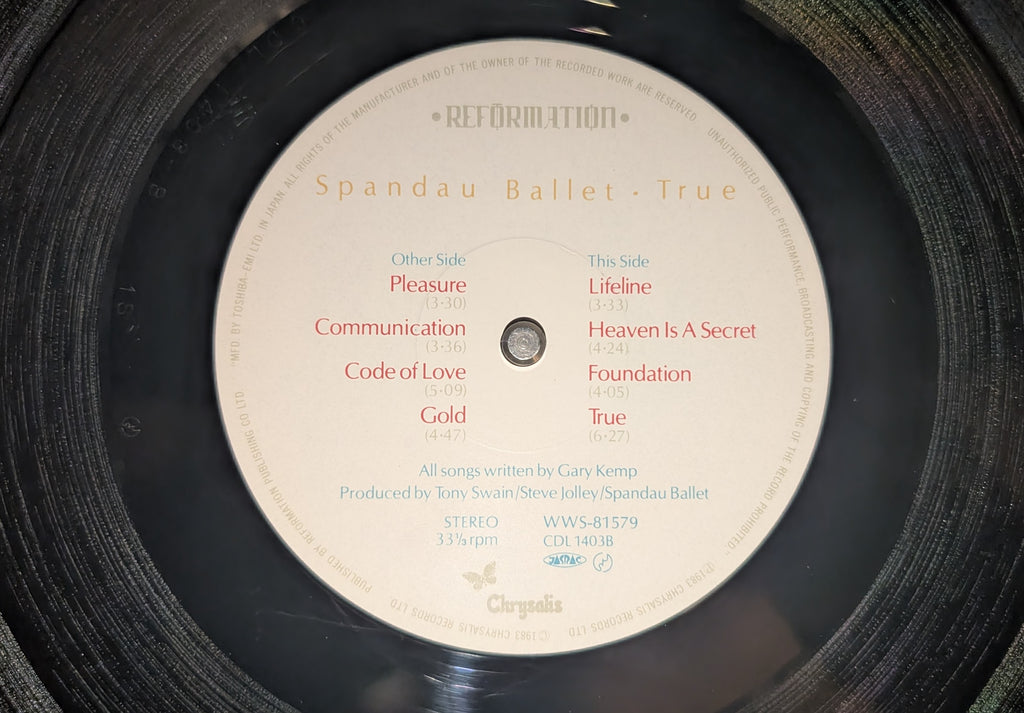 "MFD. BY TOSHIBA-EMI LTD. IN JAPAN. ALL RIGHTS OF THE MANUFACTURER AND OF THE OWNER OF THE RECORDED WORK ARE RESERVED UNAUTHORIZED PUBLIC PERFORMANCE, BROADCASTING AND COPYING OF THE RECORD PROHIBITED."
•REFORMATION•
Spandau Ballet · True
Other Side
Pleasure
(3·30)
Communication
(3·36)
Code of Love
(5·09)
Gold
(4·47)
This Side
Lifeline
(3·33)
Heaven Is A Secret
(4·24)
Foundation
(4·05)
True
(6·27)
All songs written by Gary Kemp
Produced by Tony Swain/Steve Jolley/Spandau Ballet
STEREO
33⅓ rpm
WWS-81579
CDL 1403B
JASRAC
Chrysalis
℗ 1983 CHRYSALIS RECORDS LTD
© 1983 CHRYSALIS RECORDS LTD
PUBLISHED BY REFORMATION PUBLISHING CO LTD